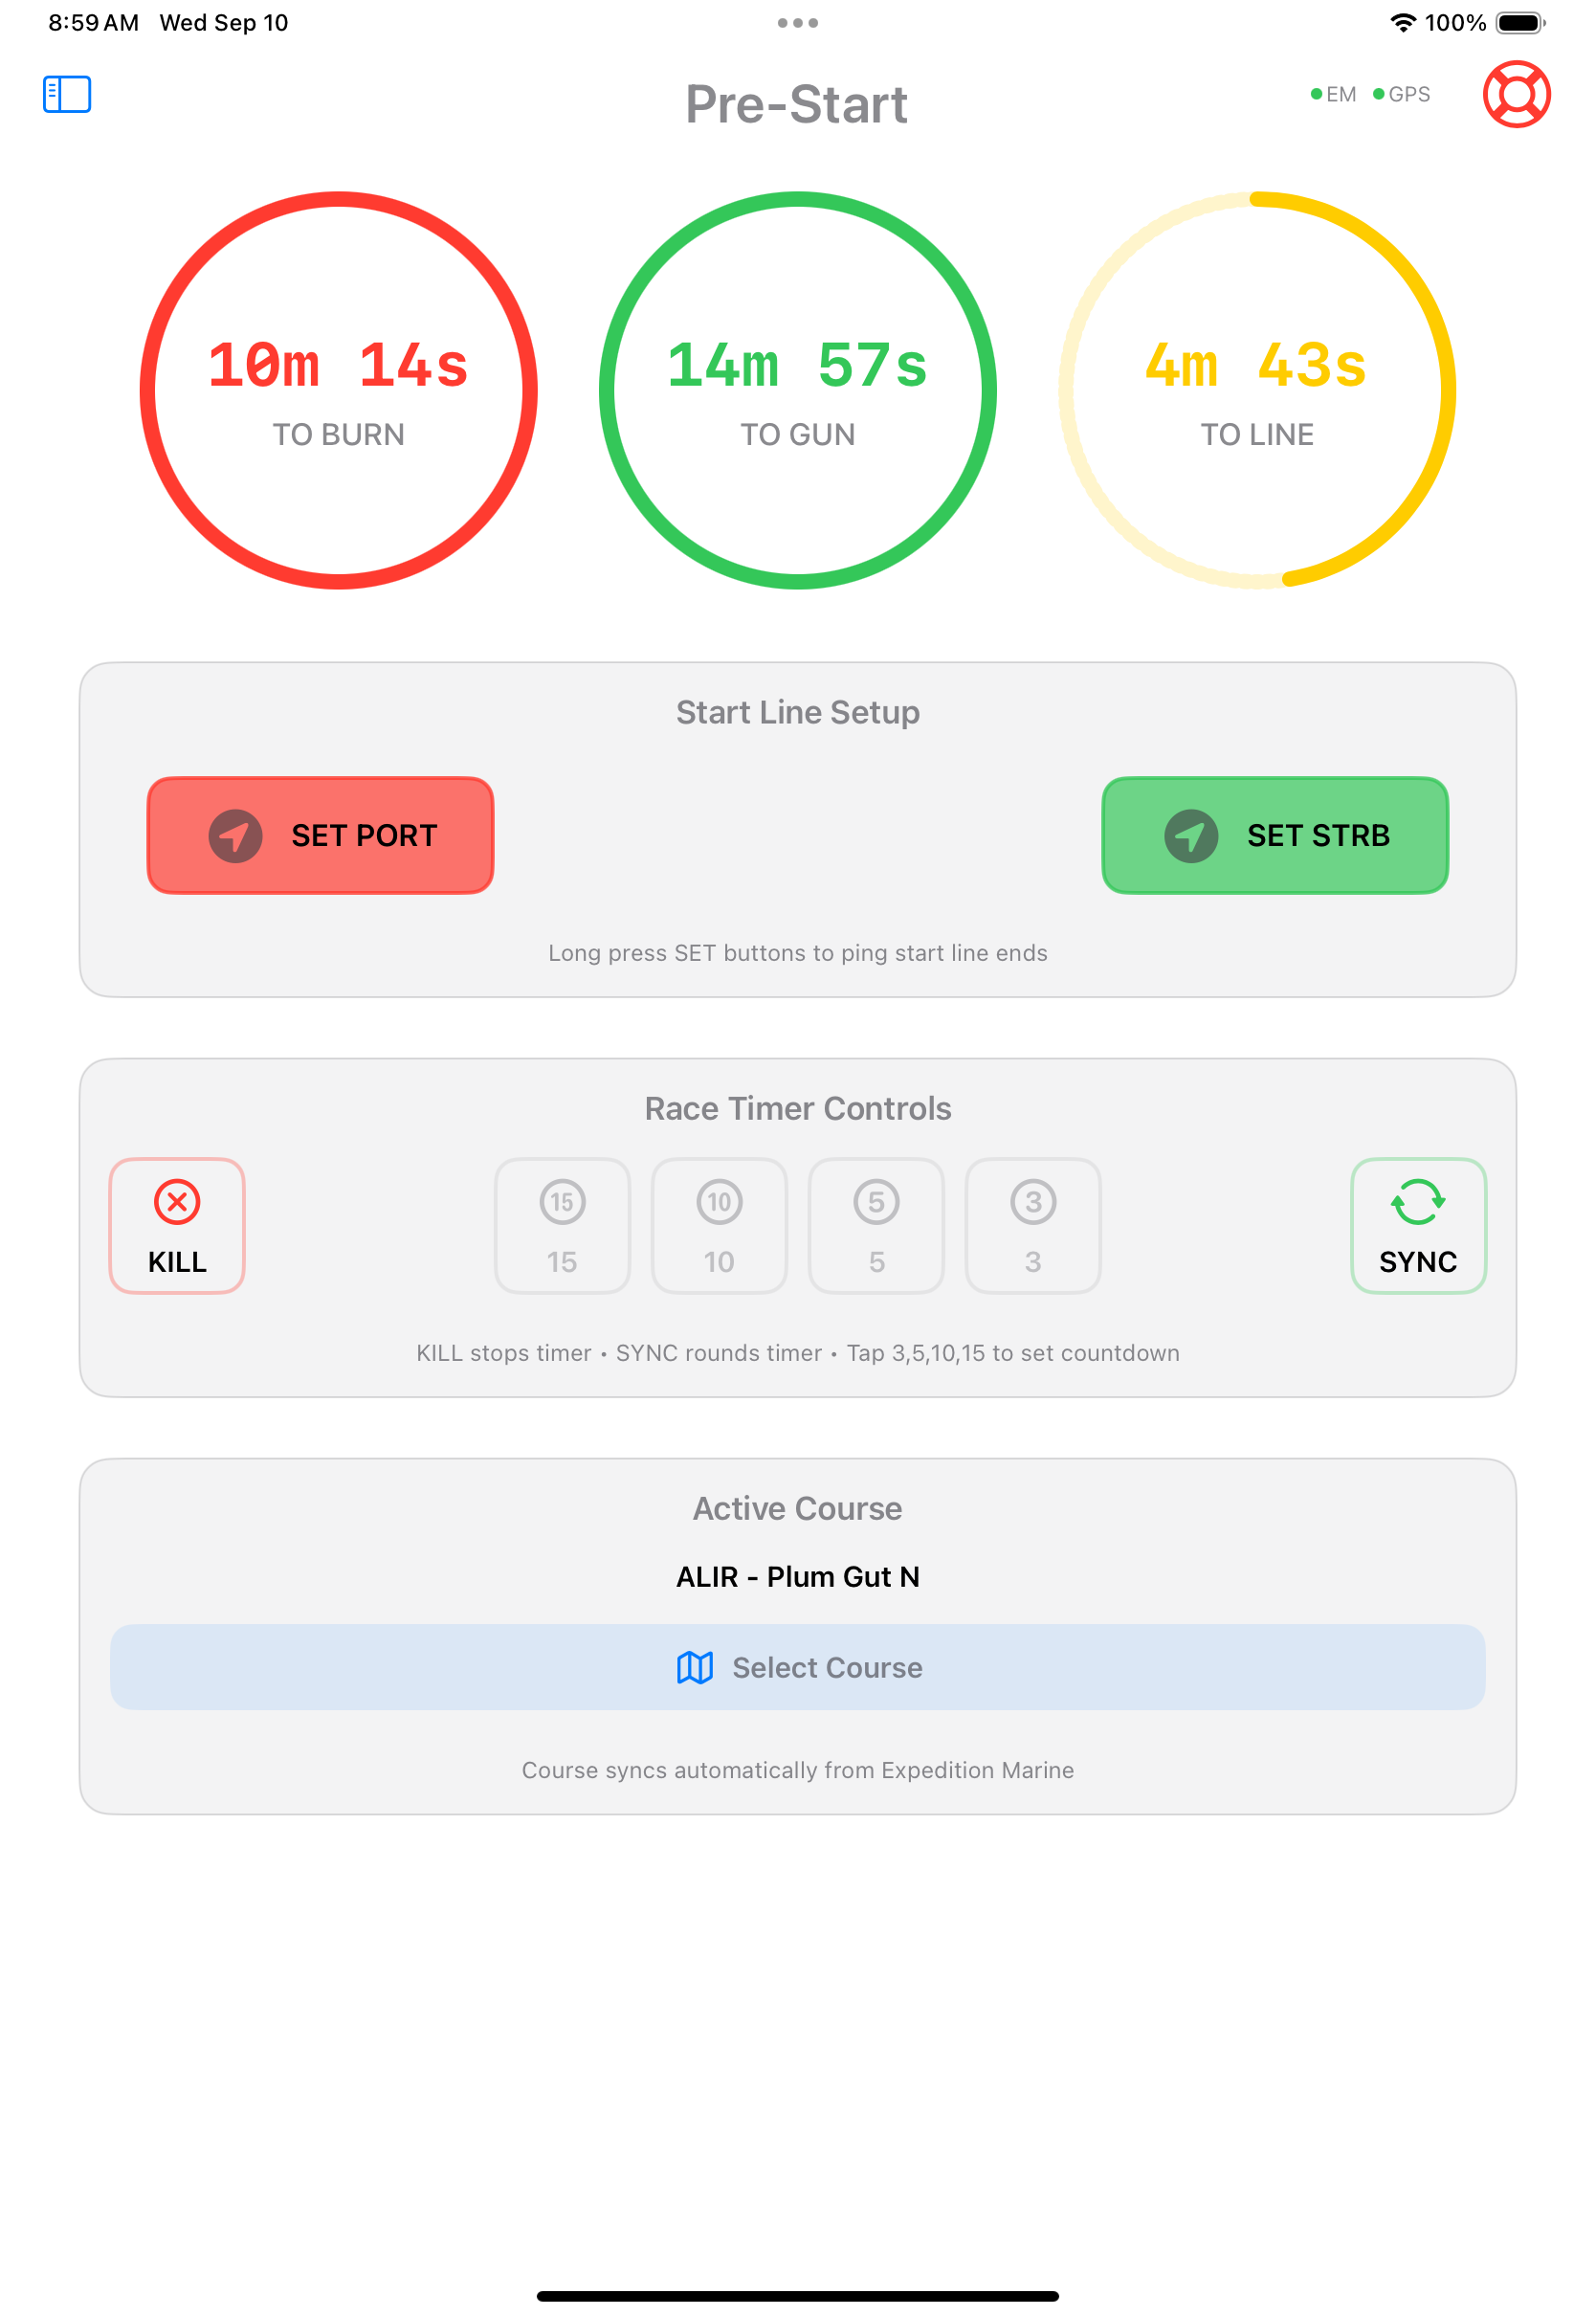 8:59 AM Wed Sep 10
100%
Pre-Start
EM GPS
10m 14s
TO BURN
14m 57s
TO GUN
4m 43s
TO LINE
Start Line Setup
SET PORT
SET STRB
Long press SET buttons to ping start line ends
Race Timer Controls
KILL
15
15
10
10
5
5
3
3
SYNC
KILL stops timer • SYNC rounds timer • Tap 3,5,10,15 to set countdown
Active Course
ALIR - Plum Gut N
Select Course
Course syncs automatically from Expedition Marine